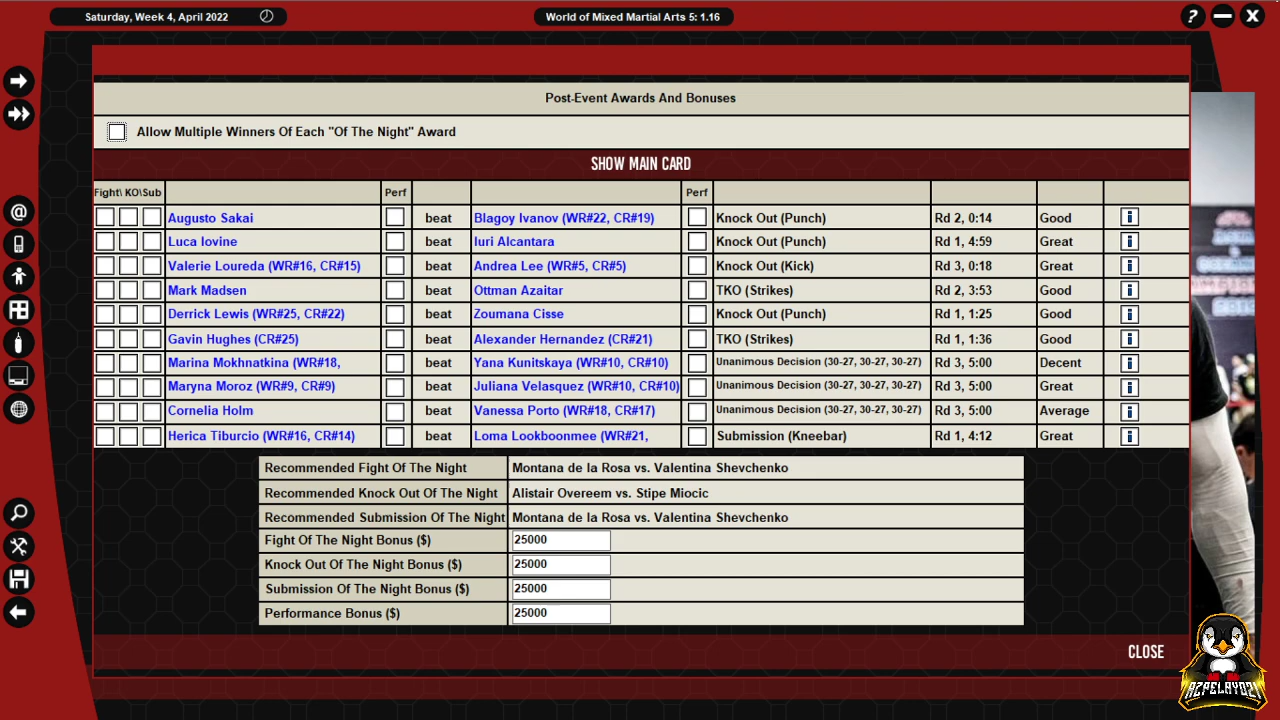 Saturday, Week 4, April 2022
World of Mixed Martial Arts 5: 1.16
Post-Event Awards And Bonuses
Allow Multiple Winners Of Each "Of The Night" Award
SHOW MAIN CARD
Fight\ KO\Sub Perf Perf
Augusto Sakai beat Blagoy Ivanov (WR#22, CR#19) Knock Out (Punch) Rd 2, 0:14 Good i
Luca Iovine beat Iuri Alcantara Knock Out (Punch) Rd 1, 4:59 Great i
Valerie Loureda (WR#16, CR#15) beat Andrea Lee (WR#5, CR#5) Knock Out (Kick) Rd 3, 0:18 Great i
Mark Madsen beat Ottman Azaitar TKO (Strikes) Rd 2, 3:53 Good i
Derrick Lewis (WR#25, CR#22) beat Zoumana Cisse Knock Out (Punch) Rd 1, 1:25 Good i
Gavin Hughes (CR#25) beat Alexander Hernandez (CR#21) TKO (Strikes) Rd 1, 1:36 Good i
Marina Mokhnatkina (WR#18, beat Yana Kunitskaya (WR#10, CR#10) Unanimous Decision (30-27, 30-27, 30-27) Rd 3, 5:00 Decent i
Maryna Moroz (WR#9, CR#9) beat Juliana Velasquez (WR#10, CR#10) Unanimous Decision (30-27, 30-27, 30-27) Rd 3, 5:00 Great i
Cornelia Holm beat Vanessa Porto (WR#18, CR#17) Unanimous Decision (30-27, 30-27, 30-27) Rd 3, 5:00 Average i
Herica Tiburcio (WR#16, CR#14) beat Loma Lookboonmee (WR#21, Submission (Kneebar) Rd 1, 4:12 Great i
Recommended Fight Of The Night Montana de la Rosa vs. Valentina Shevchenko
Recommended Knock Out Of The Night Alistair Overeem vs. Stipe Miocic
Recommended Submission Of The Night Montana de la Rosa vs. Valentina Shevchenko
Fight Of The Night Bonus ($) 25000
Knock Out Of The Night Bonus ($) 25000
Submission Of The Night Bonus ($) 25000
Performance Bonus ($) 25000
CLOSE
AZPELAYO21